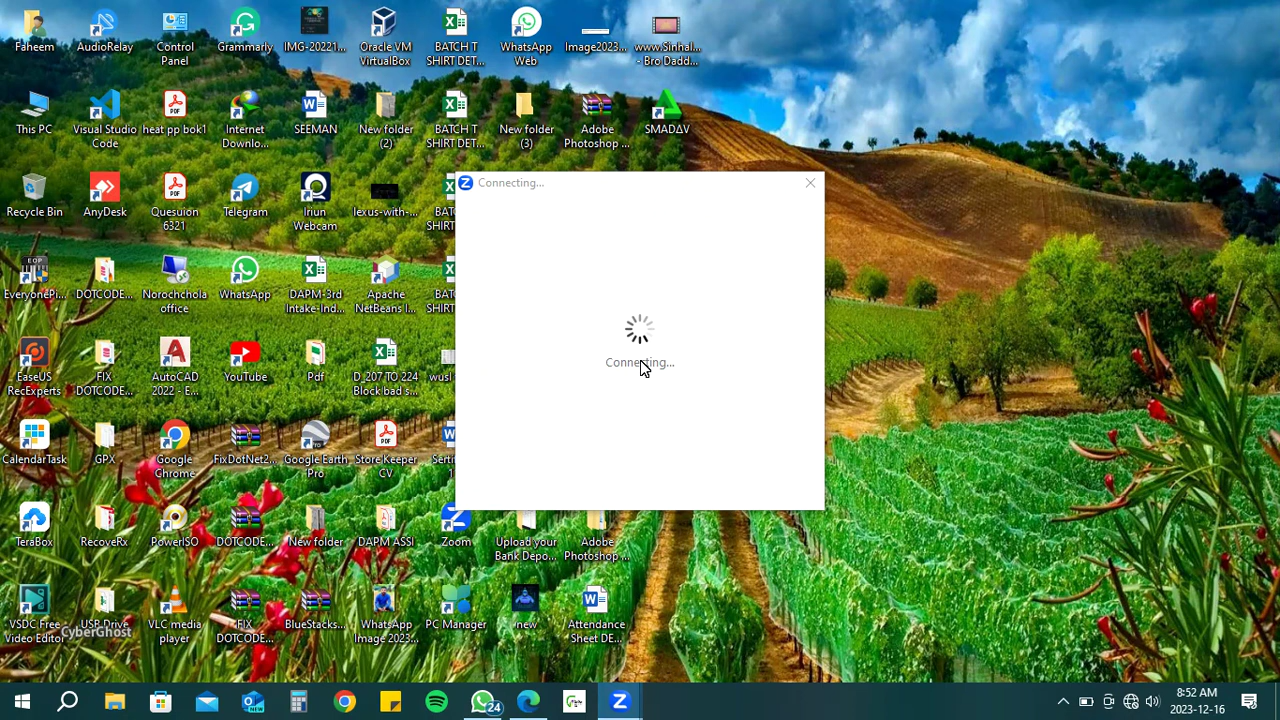 Faheem
AudioRelay
Control
Panel
Grammarly
IMG-20221...
Oracle VM
VirtualBox
BATCH T
SHIRT DET...
WhatsApp
Web
Image2023...
www.Sinhal...
- Bro Dadd...
This PC
Visual Studio
Code
heat pp bok1
Internet
Downlo...
SEEMAN
New folder
(2)
BATCH T
SHIRT DET...
New folder
(3)
Adobe
Photoshop ...
SMADΔV
Recycle Bin
AnyDesk
Quesuion
6321
Telegram
Iriun
Webcam
lexus-with-...
Connecting...
Connecting...
EveryonePi...
DOTCODE...
Norochchola
office
WhatsApp
DAPM-3rd
Intake-Ind...
Apache
NetBeans I...
EaseUS
RecExperts
FIX
DOTCODE...
AutoCAD
2022 - E...
YouTube
Pdf
D_207 TO 224
Block bad s...
CalendarTask
GPX
Google
Chrome
FixDotNet2...
Google Earth
Pro
Store Keeper
CV
TeraBox
RecoveRx
PowerISO
DOTCODE...
New folder
DAPM ASSI
Zoom
Upload your
Bank Depo...
Adobe
Photoshop ...
VSDC Free
Video Editor
USB Drive
VLC media
player
FIX
DOTCODE...
BlueStacks...
WhatsApp
Image 2023...
PC Manager
new
Attendance
Sheet DE...
CyberGhost
24
8:52 AM
2023-12-16